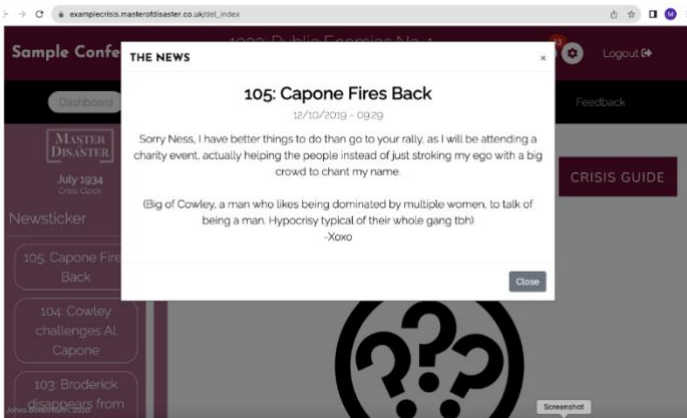 examplecrisis.masterofdisaster.co.uk/del_index
Sample Confe
Logout
Dashboard
Feedback
THE NEWS
×
105: Capone Fires Back
12/10/2019 - 09:29
Sorry Ness, I have better things to do than go to your rally, as I will be attending a
charity event, actually helping the people instead of just stroking my ego with a big
crowd to chant my name.
(Big of Cowley, a man who likes being dominated by multiple women, to talk of
being a man. Hypocrisy typical of their whole gang tbh)
-Xoxo
Close
MASTER
DISASTER
July 1934
Crisis Clock
Newsticker
105: Capone Fire
Back
104: Cowley
challenges Al
Capone
103: Broderick
disappears from
CRISIS GUIDE
???
Screenshot